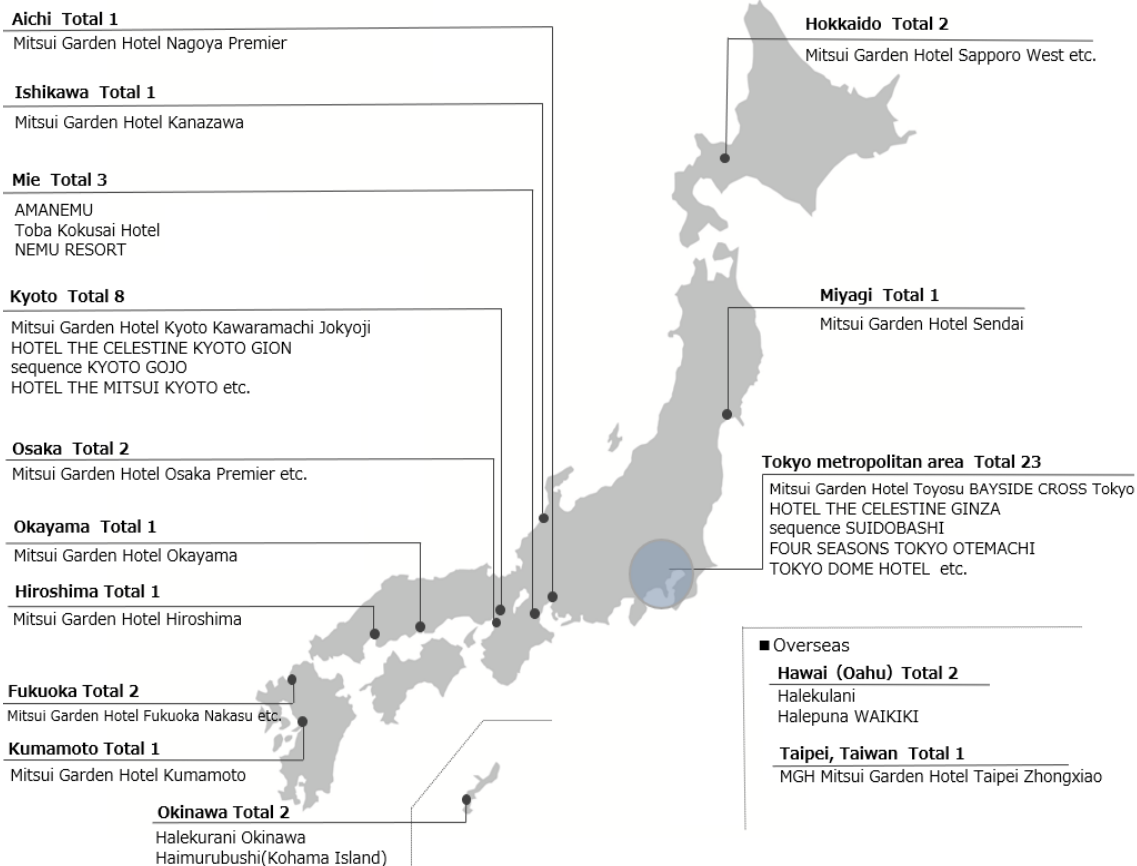 Aichi Total 1
Mitsui Garden Hotel Nagoya Premier
Ishikawa Total 1
Mitsui Garden Hotel Kanazawa
Mie Total 3
AMANEMU
Toba Kokusai Hotel
NEMU RESORT
Kyoto Total 8
Mitsui Garden Hotel Kyoto Kawaramachi Jokyoji
HOTEL THE CELESTINE KYOTO GION
sequence KYOTO GOJO
HOTEL THE MITSUI KYOTO etc.
Osaka Total 2
Mitsui Garden Hotel Osaka Premier etc.
Okayama Total 1
Mitsui Garden Hotel Okayama
Hiroshima Total 1
Mitsui Garden Hotel Hiroshima
Fukuoka Total 2
Mitsui Garden Hotel Fukuoka Nakasu etc.
Kumamoto Total 1
Mitsui Garden Hotel Kumamoto
Okinawa Total 2
Halekurani Okinawa
Haimurubushi(Kohama Island)
Hokkaido Total 2
Mitsui Garden Hotel Sapporo West etc.
Miyagi Total 1
Mitsui Garden Hotel Sendai
Tokyo metropolitan area Total 23
Mitsui Garden Hotel Toyosu BAYSIDE CROSS Tokyo
HOTEL THE CELESTINE GINZA
sequence SUIDOBASHI
FOUR SEASONS TOKYO OTEMACHI
TOKYO DOME HOTEL etc.
■Overseas
Hawai（Oahu）Total 2
Halekulani
Halepuna WAIKIKI
Taipei, Taiwan Total 1
MGH Mitsui Garden Hotel Taipei Zhongxiao